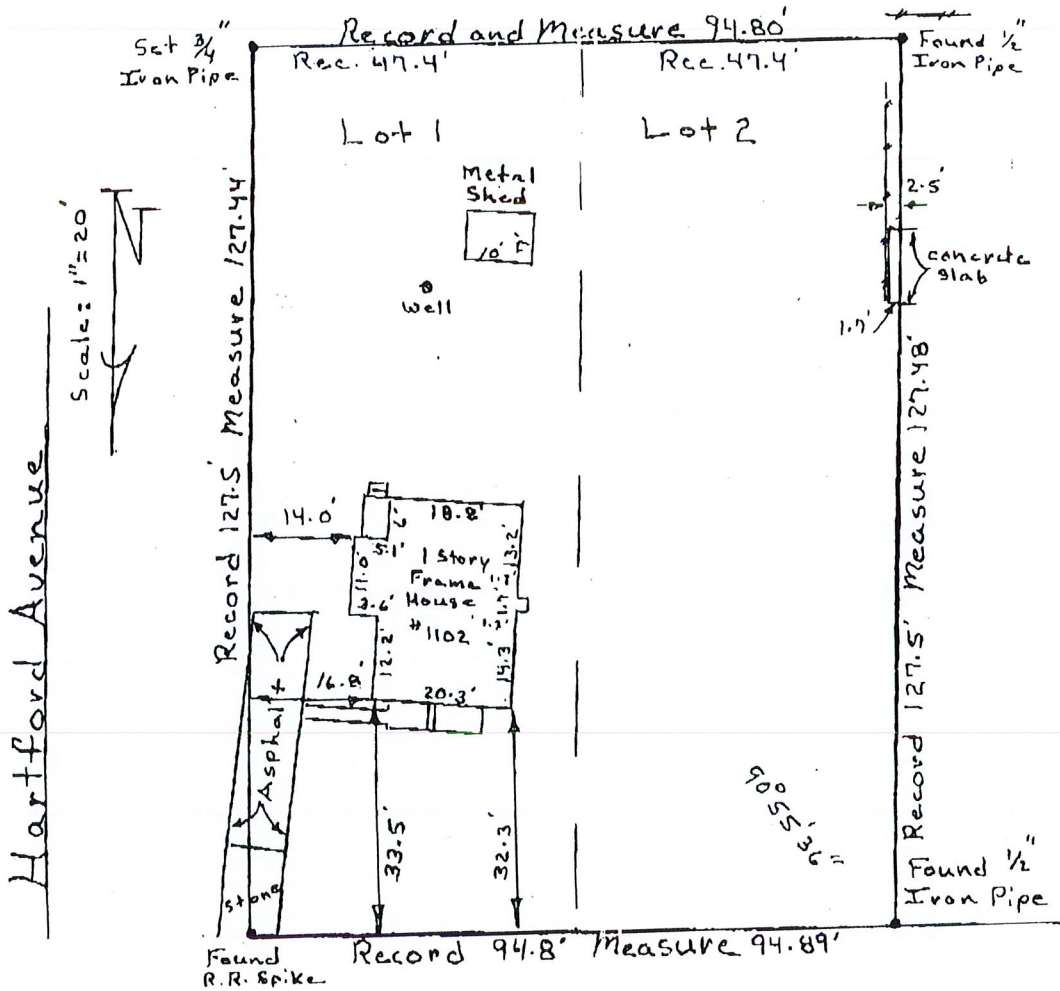 Record and Measure 94.80'
Set 3/4"
Iron Pipe
Found 1/2"
Iron Pipe
Rec. 47.4'
Rec. 47.4'
Lot 1
Lot 2
Metal
Shed
10' 7'
Well
2.5'
concrete
slab
1.7'
N
Scale: 1"=20'
Hartford Avenue
Record 127.5' Measure 127.44'
Record 127.5' Measure 127.48'
14.0'
6'
18.8'
5.1'
11.0'
13.2'
1 Story
Frame
House
#1102
3.6'
1.7'
12.2'
14.3'
16.8'
20.3'
Asphalt
Stone
33.5'
32.3'
90° 55' 36"
Found 1/2"
Iron Pipe
Found
R.R. Spike
Record 94.8' Measure 94.89'